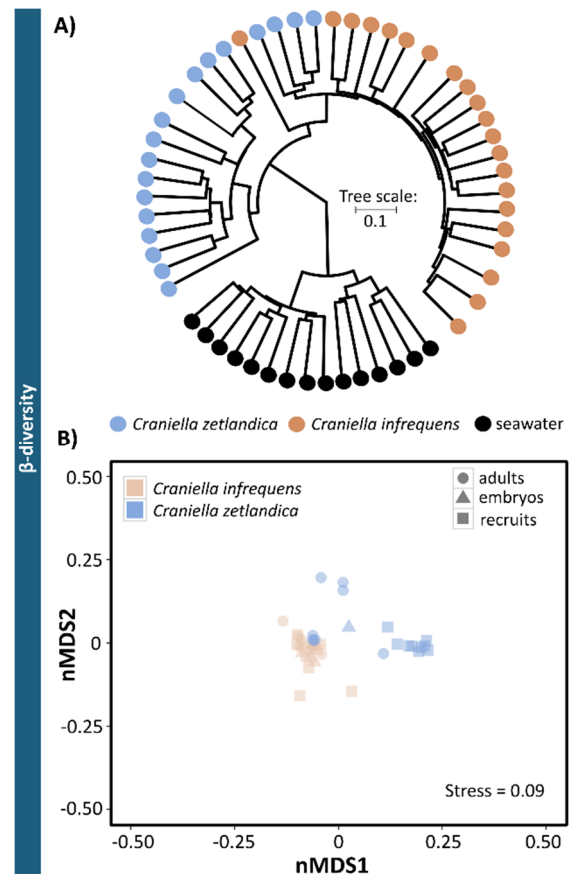 β-diversity
A)
Tree scale:
0.1
Craniella zetlandica Craniella infrequens seawater
B)
Craniella infrequens
Craniella zetlandica
adults
embryos
recruits
0.50
0.25
0
-0.25
-0.50
nMDS2
Stress = 0.09
-0.50 -0.25 0 0.25 0.50
nMDS1